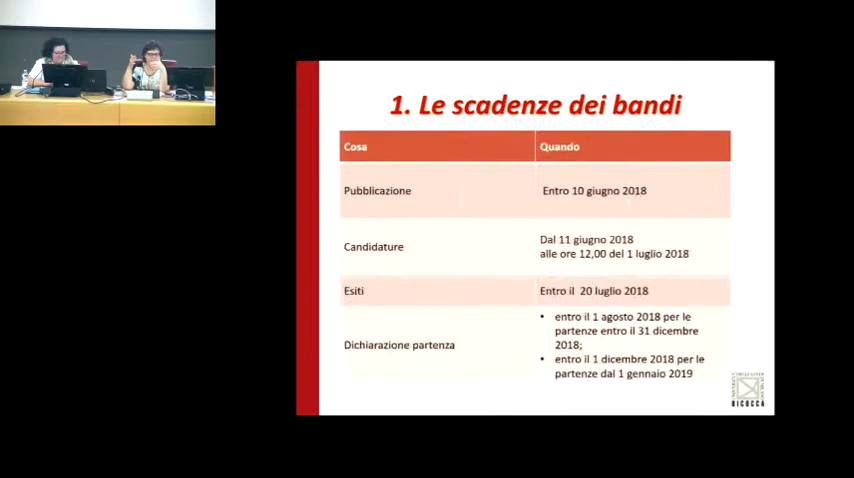 1. Le scadenze dei bandi
Cosa
Quando
Pubblicazione
Entro 10 giugno 2018
Candidature
Dal 11 giugno 2018
alle ore 12,00 del 1 luglio 2018
Esiti
Entro il 20 luglio 2018
Dichiarazione partenza
• entro il 1 agosto 2018 per le
partenze entro il 31 dicembre
2018;
• entro il 1 dicembre 2018 per le
partenze dal 1 gennaio 2019
BICOCCA